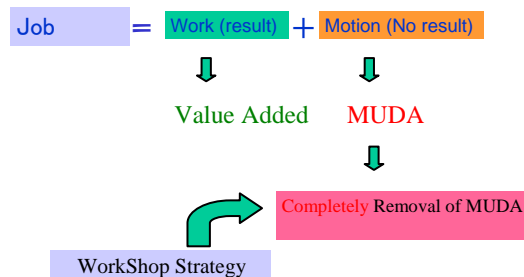 Job = Work (result) + Motion (No result)
Value Added MUDA
Completely Removal of MUDA
WorkShop Strategy